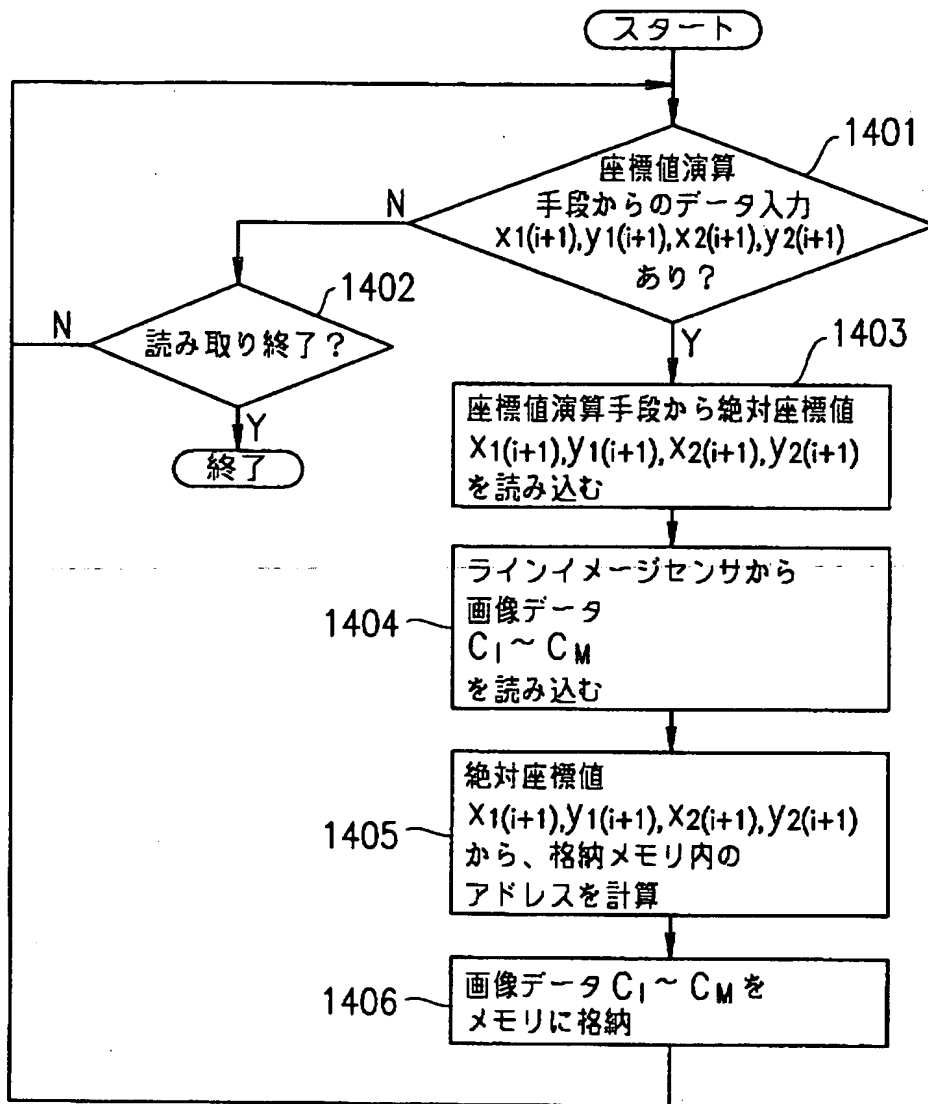 スタート
1401
座標値演算
手段からのデータ入力
x1(i+1),y1(i+1),x2(i+1),y2(i+1)
あり?
N
Y
1402
読み取り終了?
N
Y
終了
1403
座標値演算手段から絶対座標値
x1(i+1),y1(i+1),x2(i+1),y2(i+1)
を読み込む
1404
ラインイメージセンサから
画像データ
C1~CM
を読み込む
1405
絶対座標値
x1(i+1),y1(i+1),x2(i+1),y2(i+1)
から、格納メモリ内の
アドレスを計算
1406
画像データ C1~CM を
メモリに格納